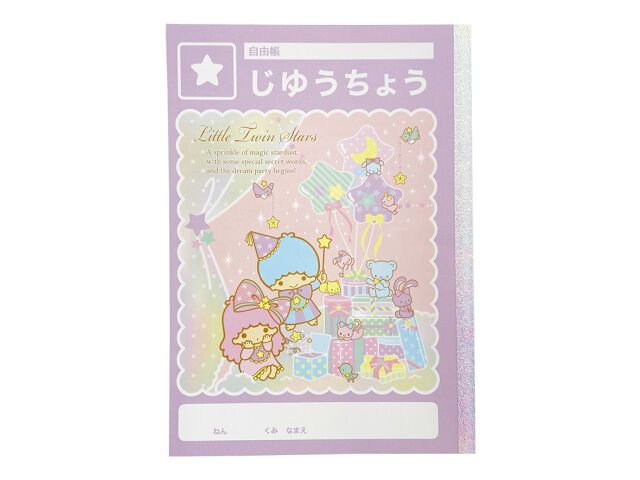 自由帳
じゆうちょう
Little Twin Stars
A sprinkle of magic stardust,
with some special secret words,
and the dream party begins!
ねん くみ なまえ